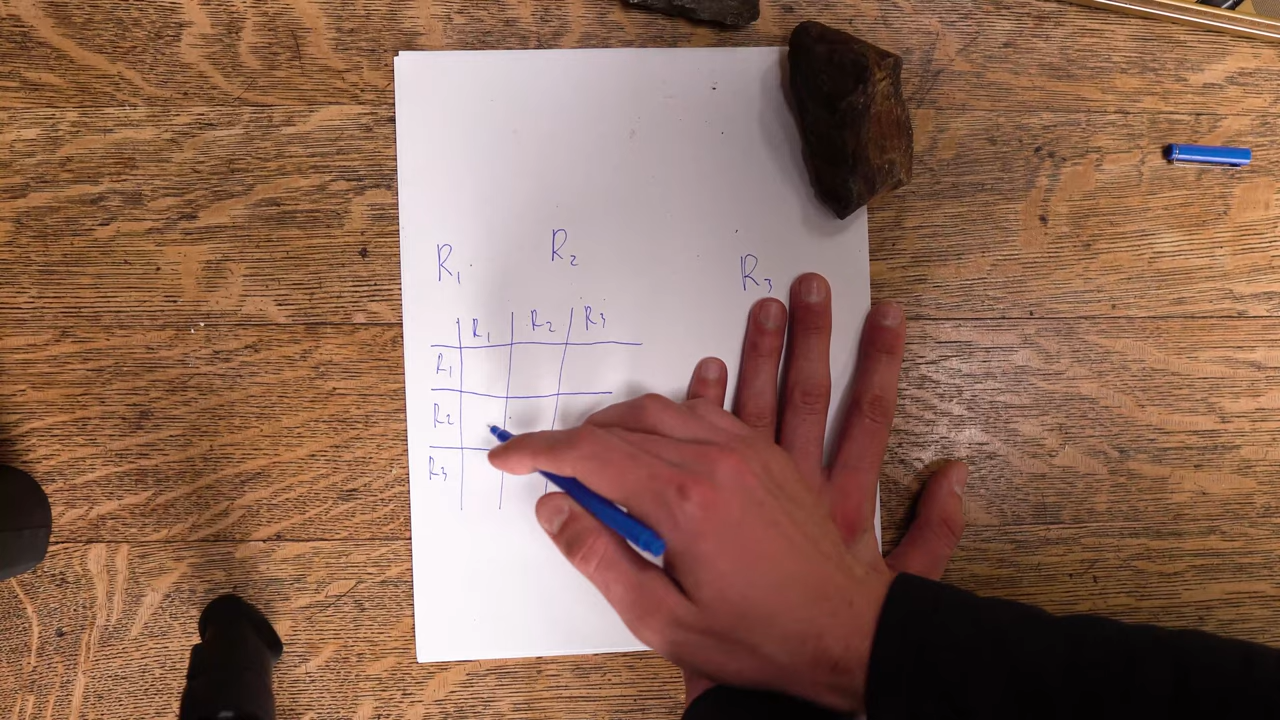 R₁ R₂ R₃
R₁ R₂ R₃
R₁
R₂
R₃